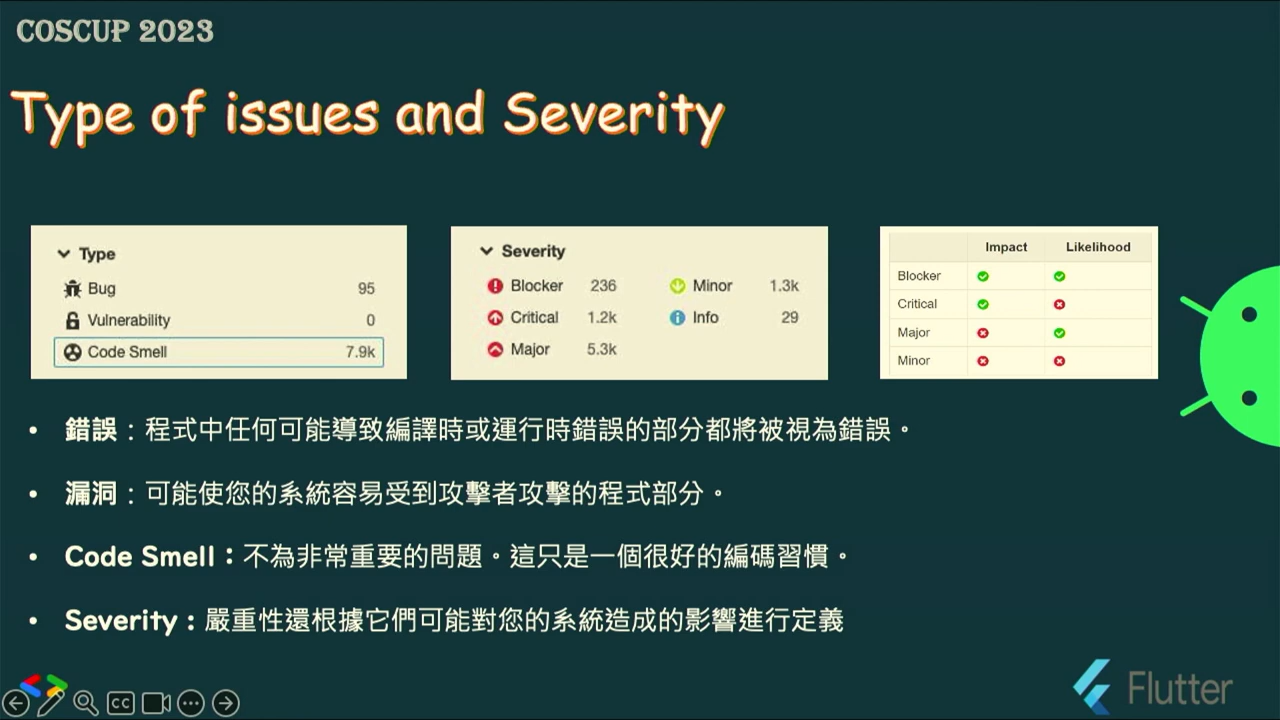 COSCUP 2023
Type of issues and Severity
Type
Bug 95
Vulnerability 0
Code Smell 7.9k
Severity
Blocker 236 Minor 1.3k
Critical 1.2k Info 29
Major 5.3k
Impact Likelihood
Blocker
Critical
Major
Minor
• 錯誤：程式中任何可能導致編譯時或運行時錯誤的部分都將被視為錯誤。
• 漏洞：可能使您的系統容易受到攻擊者攻擊的程式部分。
• Code Smell：不為非常重要的問題。這只是一個很好的編碼習慣。
• Severity：嚴重性還根據它們可能對您的系統造成的影響進行定義
CC
Flutter